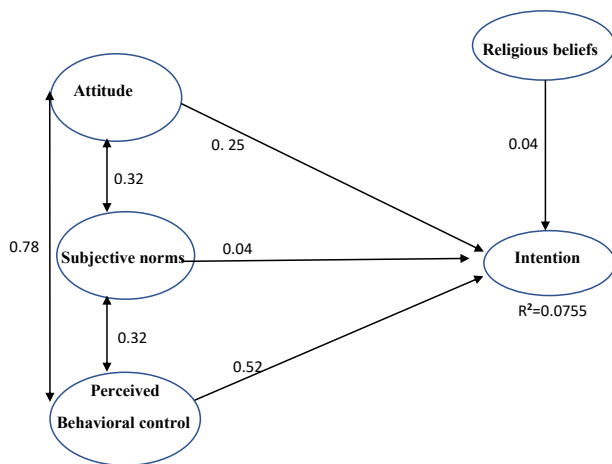 Religious beliefs
Attitude
0. 25
0.04
0.32
0.78
Subjective norms
0.04
Intention
R²=0.0755
0.32
0.52
Perceived
Behavioral control